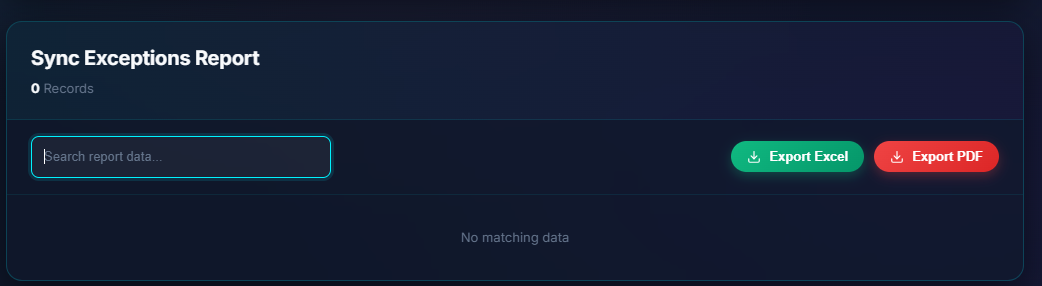 Sync Exceptions Report
0 Records
Search report data...
Export Excel
Export PDF
No matching data